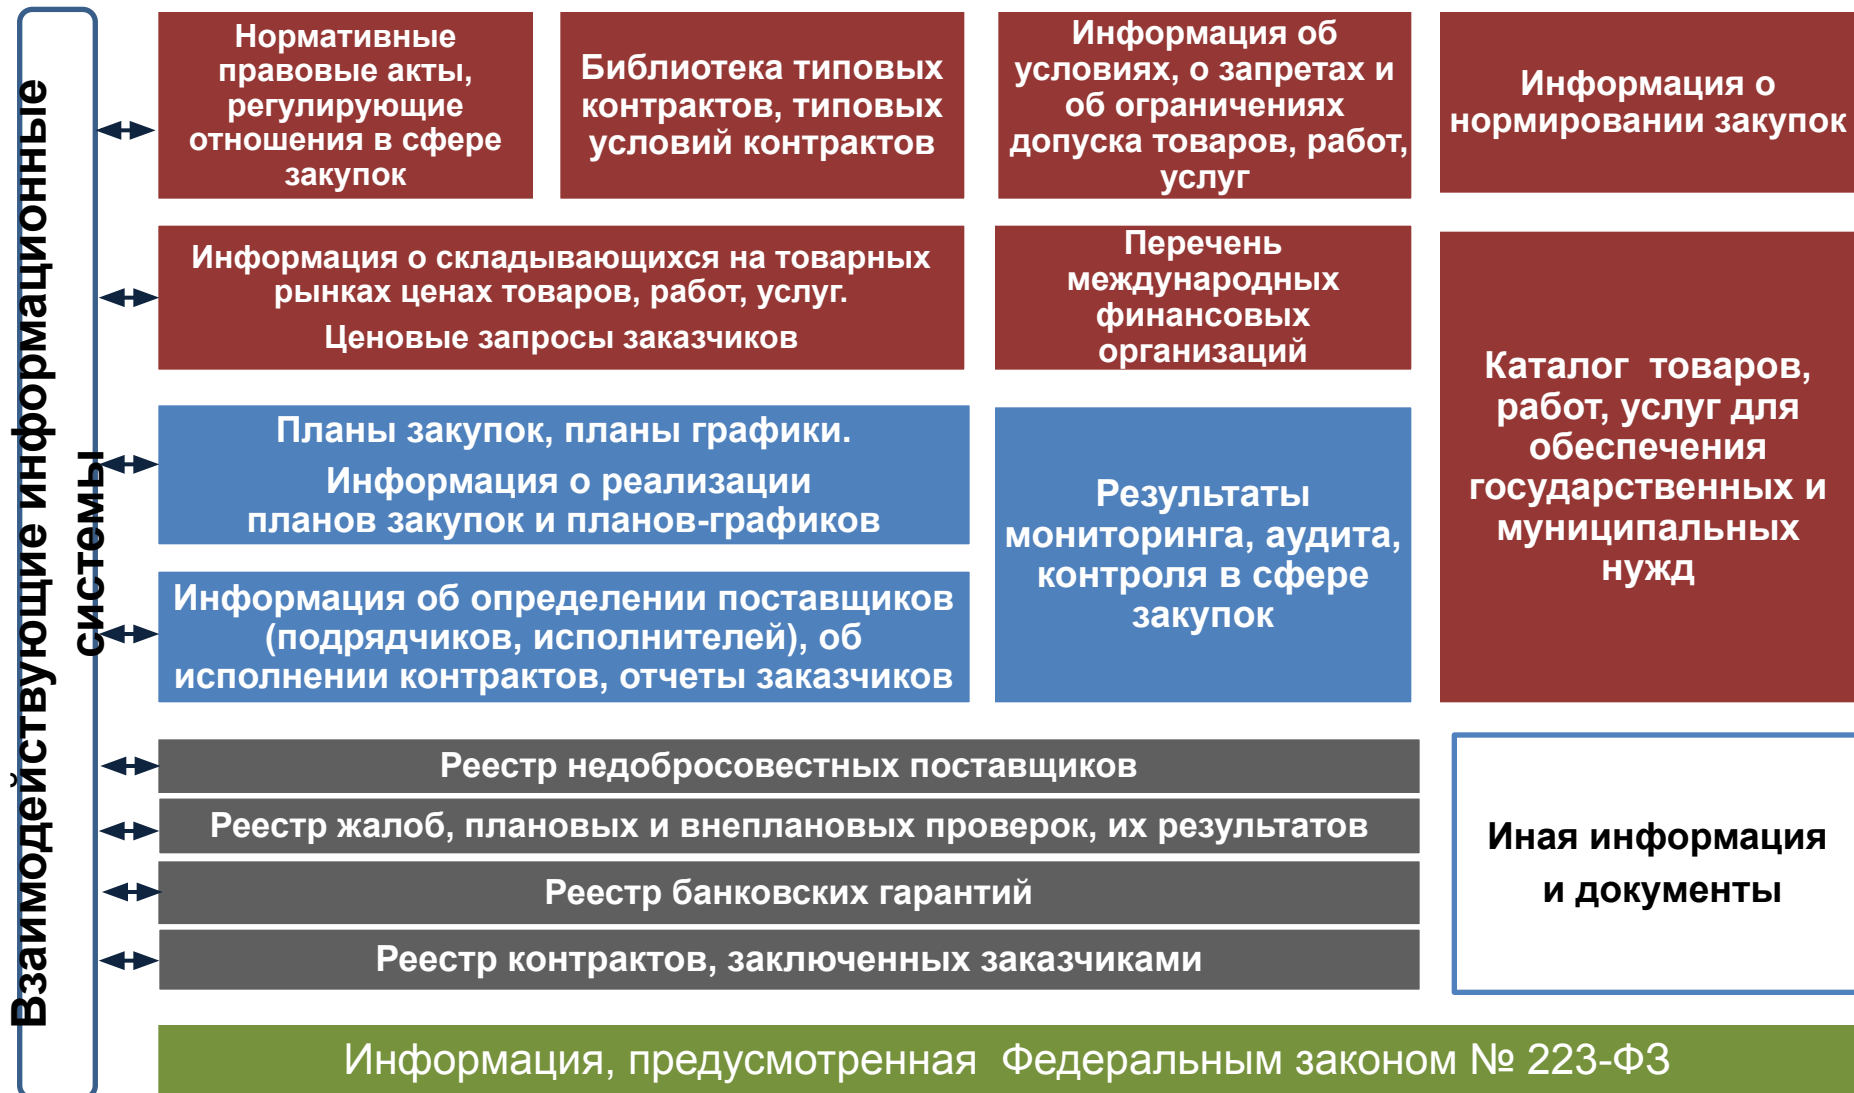 Взаимодействующие информационные
системы
Нормативные
правовые акты,
регулирующие
отношения в сфере
закупок
Библиотека типовых
контрактов, типовых
условий контрактов
Информация об
условиях, о запретах и
об ограничениях
допуска товаров, работ,
услуг
Информация о
нормировании закупок
Информация о складывающихся на товарных
рынках ценах товаров, работ, услуг.
Ценовые запросы заказчиков
Перечень
международных
финансовых
организаций
Каталог товаров,
работ, услуг для
обеспечения
государственных и
муниципальных
нужд
Планы закупок, планы графики.
Информация о реализации
планов закупок и планов-графиков
Результаты
мониторинга, аудита,
контроля в сфере
закупок
Информация об определении поставщиков
(подрядчиков, исполнителей), об
исполнении контрактов, отчеты заказчиков
Реестр недобросовестных поставщиков
Реестр жалоб, плановых и внеплановых проверок, их результатов
Реестр банковских гарантий
Реестр контрактов, заключенных заказчиками
Иная информация
и документы
Информация, предусмотренная Федеральным законом № 223-ФЗ